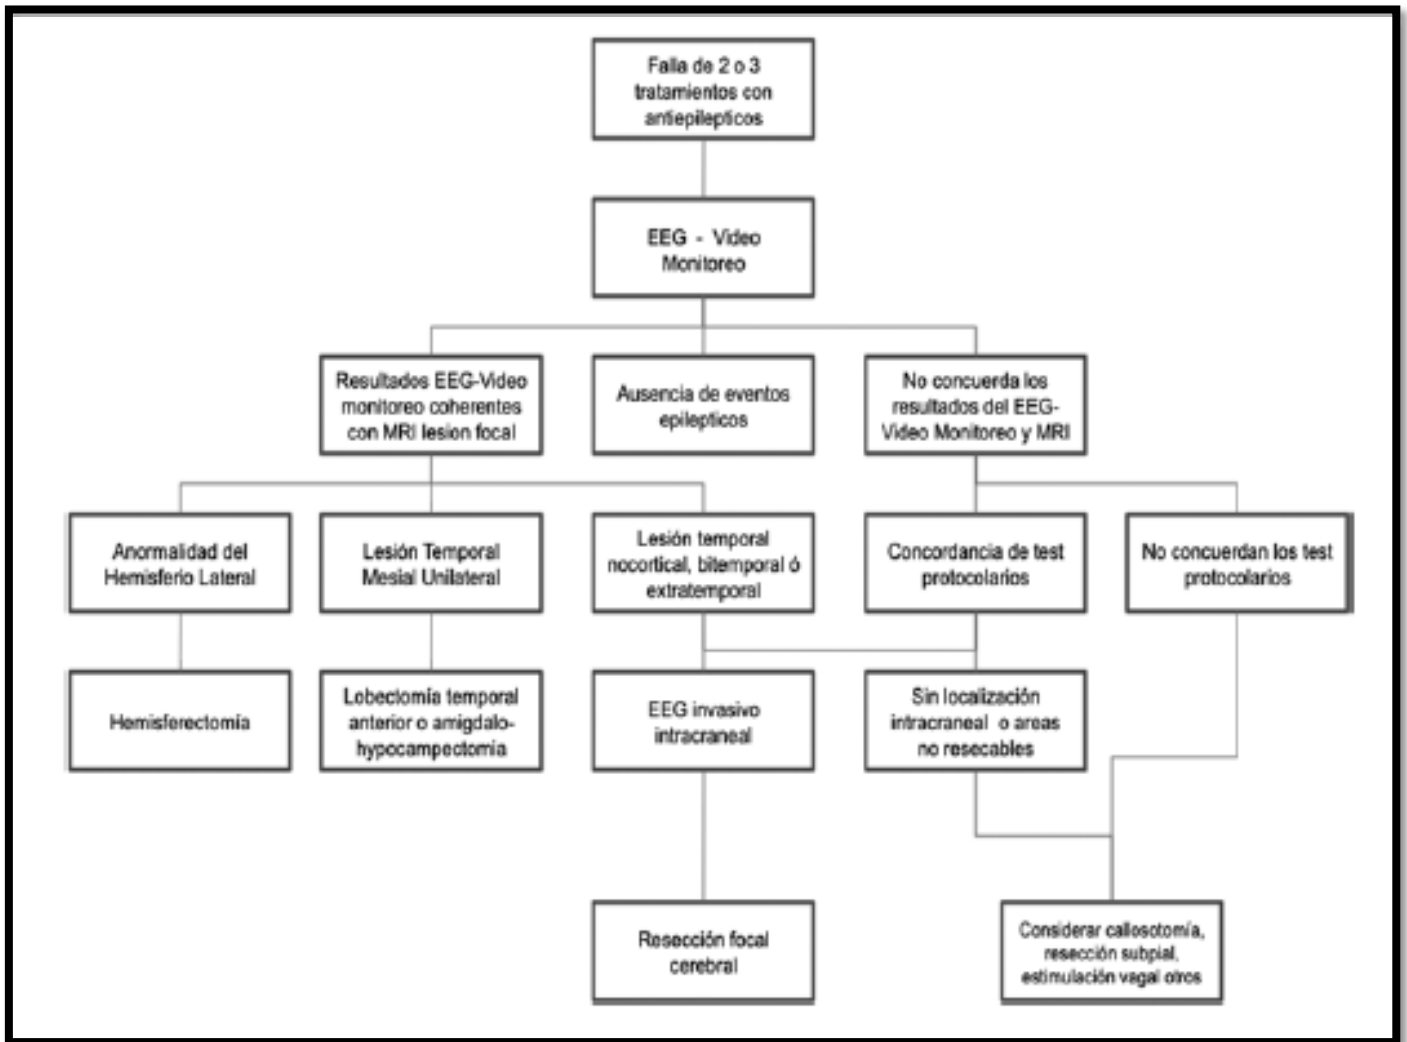 Falla de 2 o 3
tratamientos con
antiepilepticos
EEG - Video
Monitoreo
Resultados EEG-Video
monitoreo coherentes
con MRI lesion focal
Ausencia de eventos
epilepticos
No concuerda los
resultados del EEG-
Video Monitoreo y MRI
Anormalidad del
Hemisferio Lateral
Lesión Temporal
Mesial Unilateral
Lesión temporal
nocortical, bitemporal ó
extratemporal
Concordancia de test
protocolarios
No concuerdan los test
protocolarios
Hemisferectomía
Lobectomía temporal
anterior o amigdalo-
hypocampectomía
EEG invasivo
intracraneal
Sin localización
intracraneal o areas
no resecables
Resección focal
cerebral
Considerar callosotomía,
resección subpial,
estimulación vagal otros